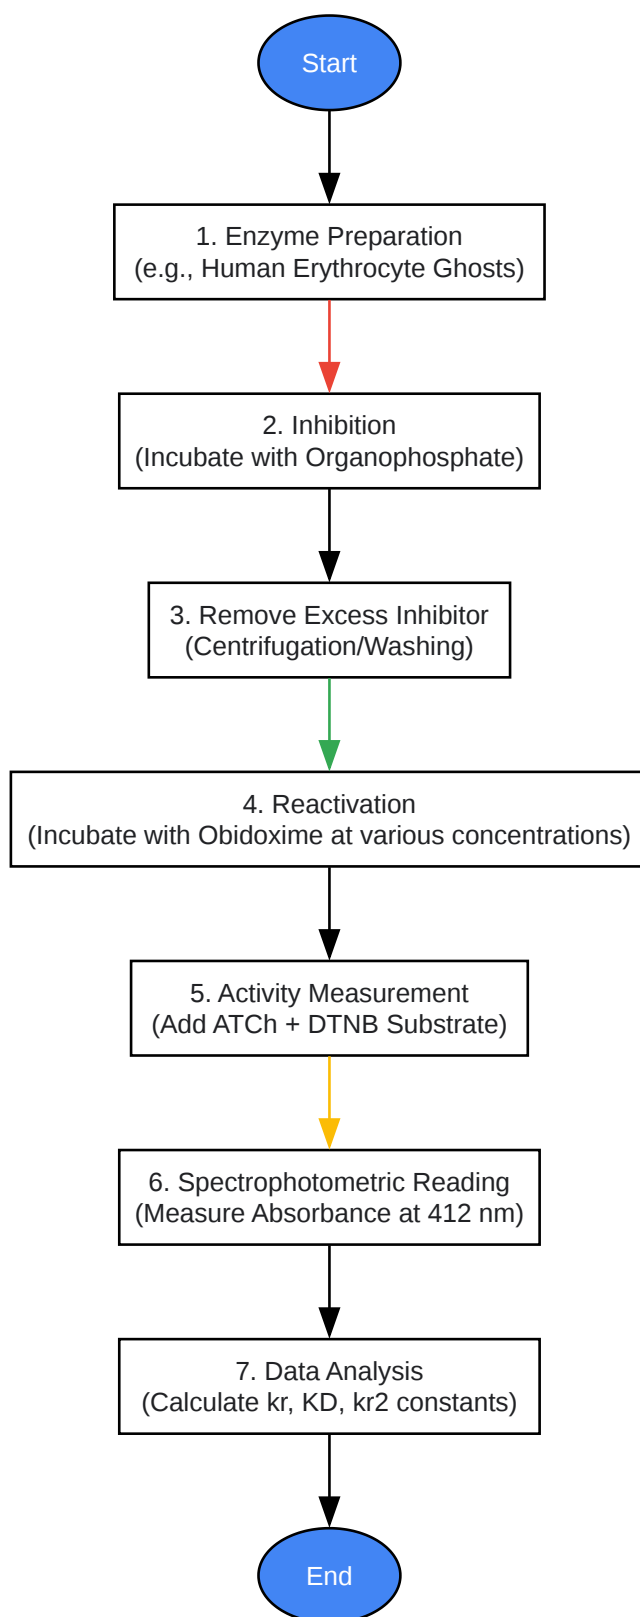 Start
1. Enzyme Preparation
(e.g., Human Erythrocyte Ghosts)
2. Inhibition
(Incubate with Organophosphate)
3. Remove Excess Inhibitor
(Centrifugation/Washing)
4. Reactivation
(Incubate with Obidoxime at various concentrations)
5. Activity Measurement
(Add ATCh + DTNB Substrate)
6. Spectrophotometric Reading
(Measure Absorbance at 412 nm)
7. Data Analysis
(Calculate kr, KD, kr2 constants)
End